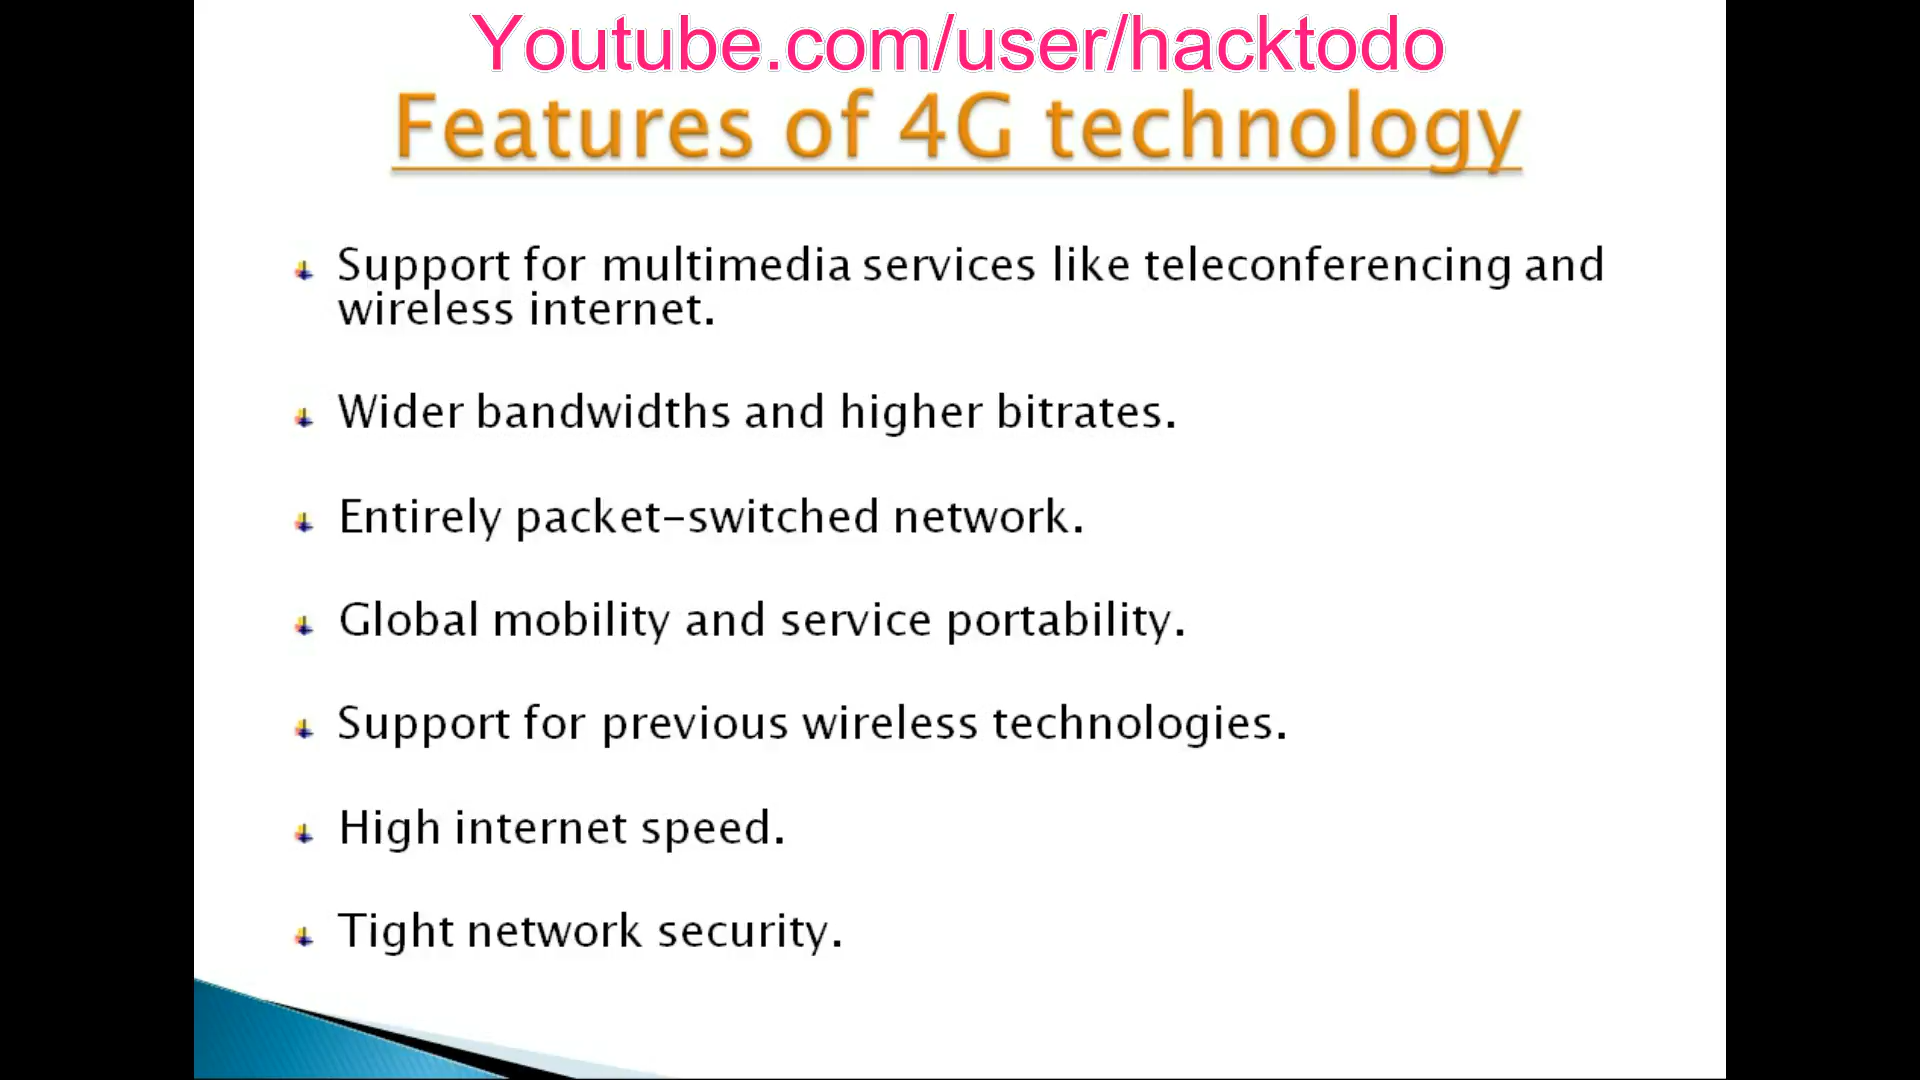 Youtube.com/user/hacktodo
Features of 4G technology
Support for multimedia services like teleconferencing and
wireless internet.
Wider bandwidths and higher bitrates.
Entirely packet-switched network.
Global mobility and service portability.
Support for previous wireless technologies.
High internet speed.
Tight network security.